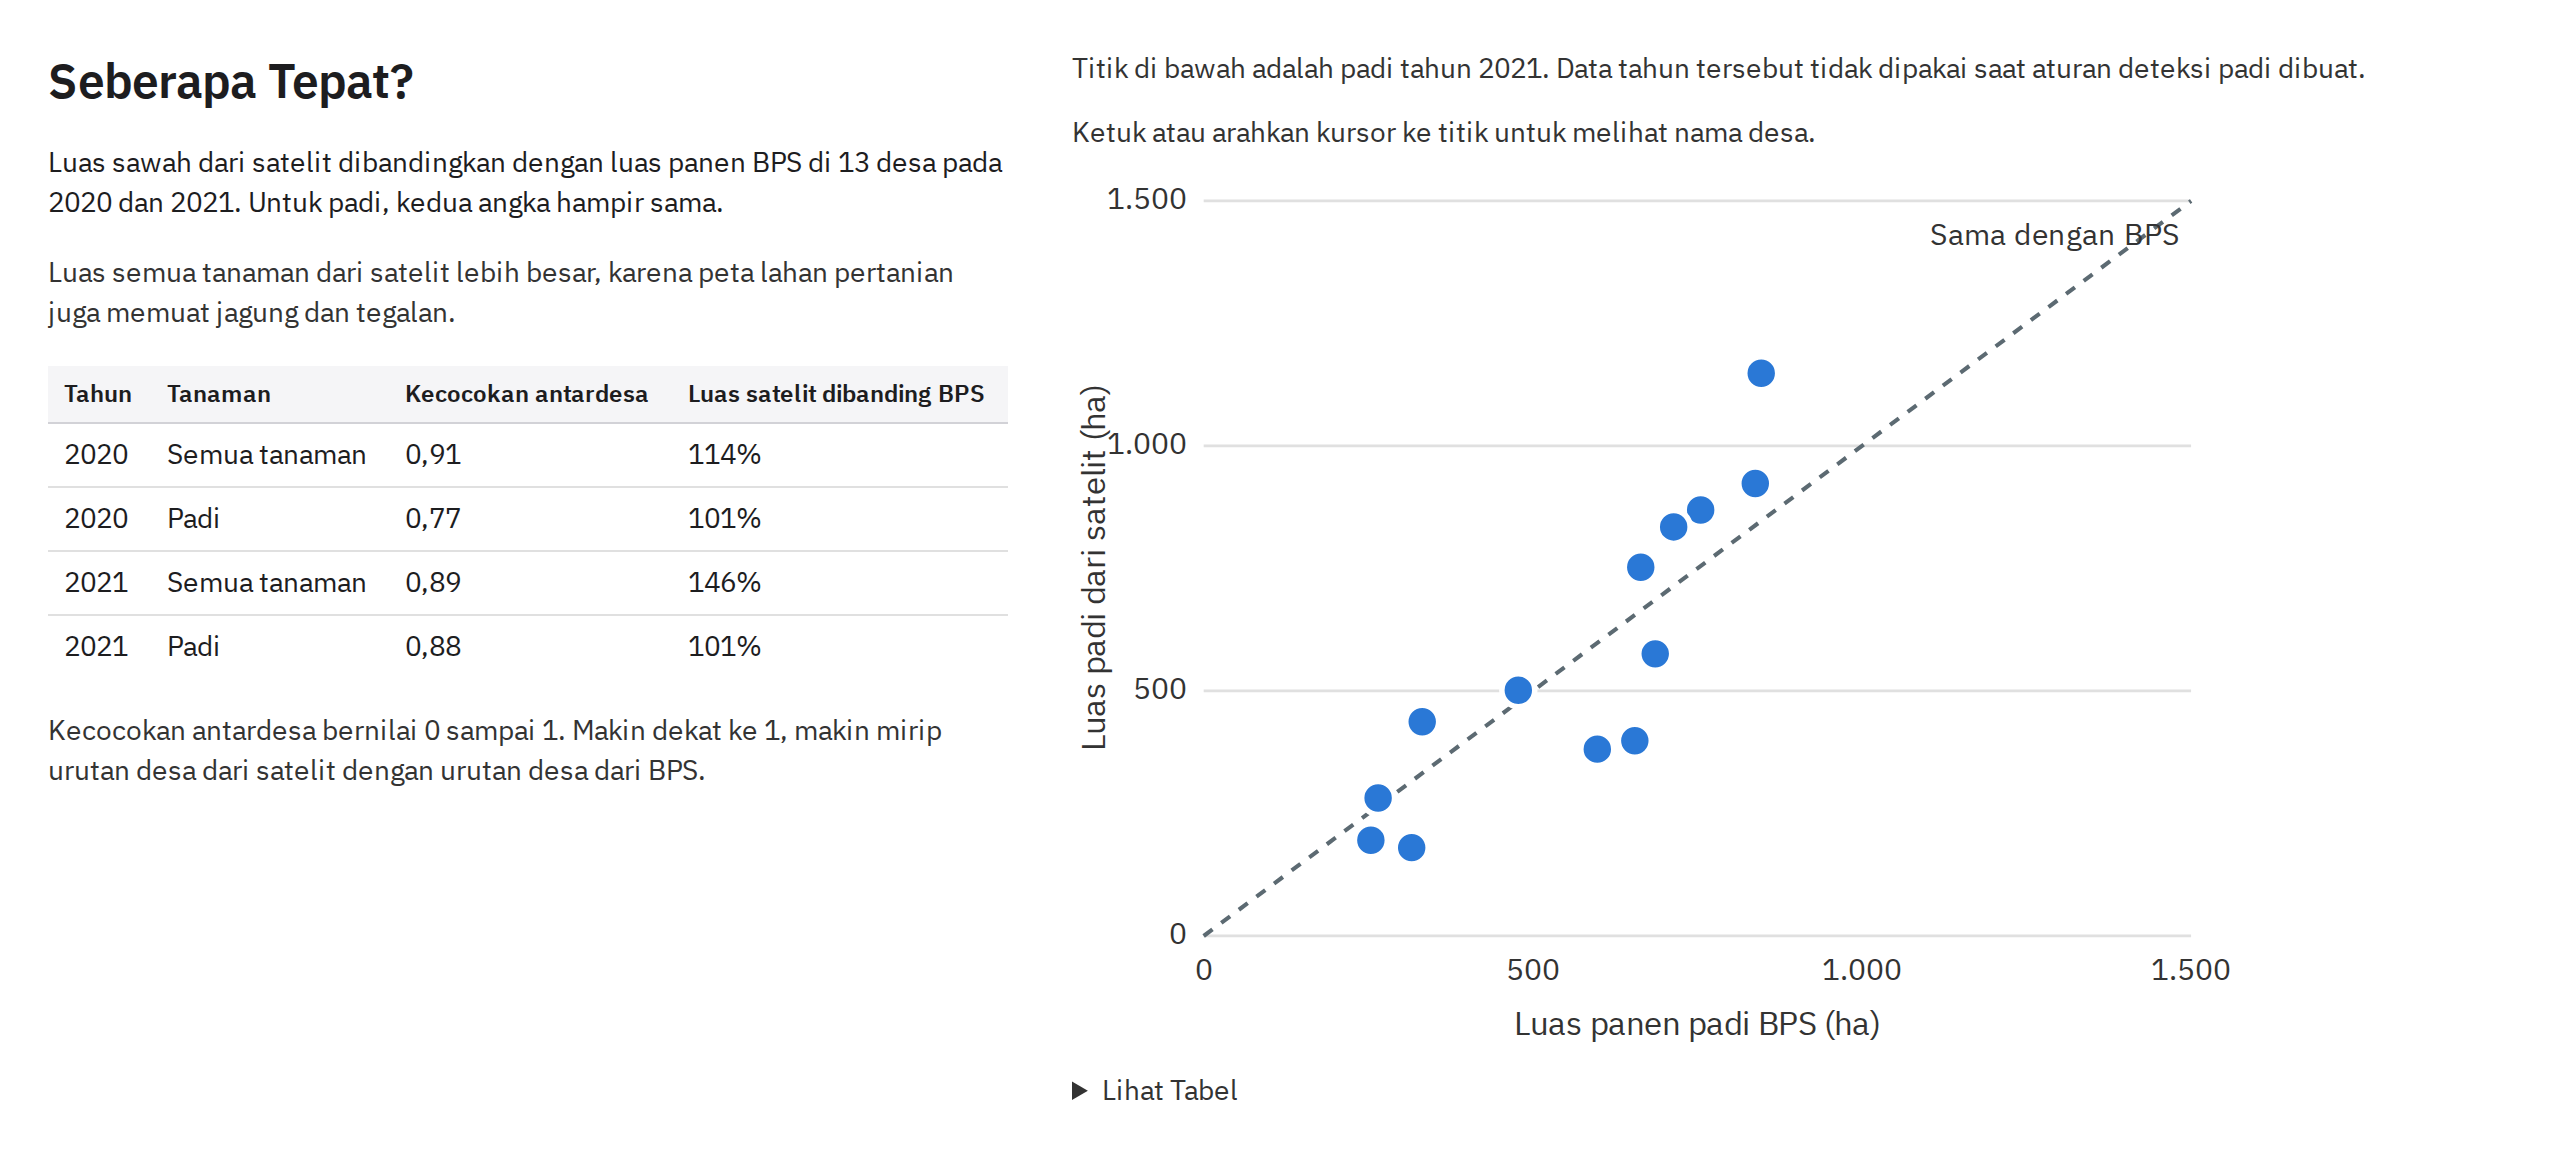 Seberapa Tepat?
Luas sawah dari satelit dibandingkan dengan luas panen BPS di 13 desa pada
2020 dan 2021. Untuk padi, kedua angka hampir sama.
Luas semua tanaman dari satelit lebih besar, karena peta lahan pertanian
juga memuat jagung dan tegalan.
Tahun Tanaman Kecocokan antardesa Luas satelit dibanding BPS
2020 Semua tanaman 0,91 114%
2020 Padi 0,77 101%
2021 Semua tanaman 0,89 146%
2021 Padi 0,88 101%
Kecocokan antardesa bernilai 0 sampai 1. Makin dekat ke 1, makin mirip
urutan desa dari satelit dengan urutan desa dari BPS.
Titik di bawah adalah padi tahun 2021. Data tahun tersebut tidak dipakai saat aturan deteksi padi dibuat.
Ketuk atau arahkan kursor ke titik untuk melihat nama desa.
Luas padi dari satelit (ha)
1.500
Sama dengan BPS
1.000
500
0
0 500 1.000 1.500
Luas panen padi BPS (ha)
▶ Lihat Tabel